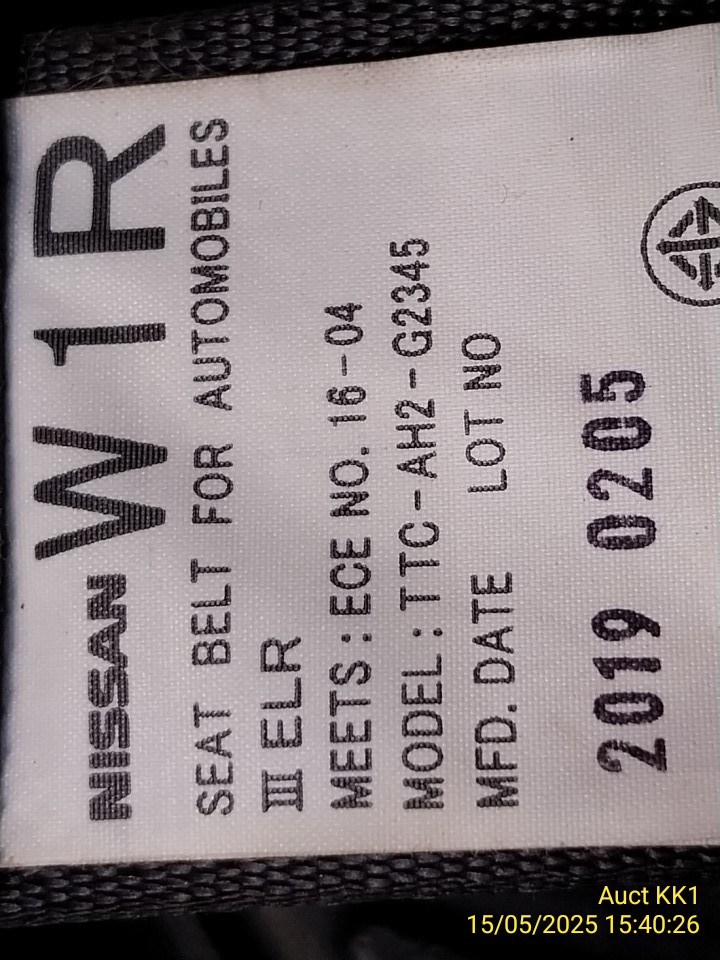 NISSAN W1R
SEAT BELT FOR AUTOMOBILES
III ELR
MEETS : ECE NO. 16-04
MODEL : TTC-AH2-G2345
MFD. DATE LOT NO
2019 0205
Auct KK1
15/05/2025 15:40:26